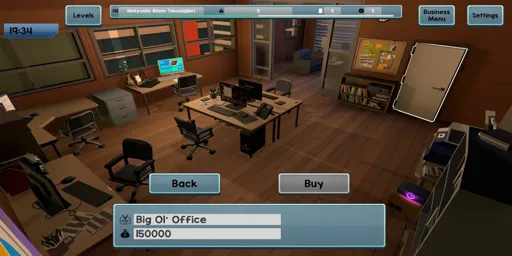 Levels
Business
Menu
Settings
19:34
Back
Buy
Big Ol' Office
150000